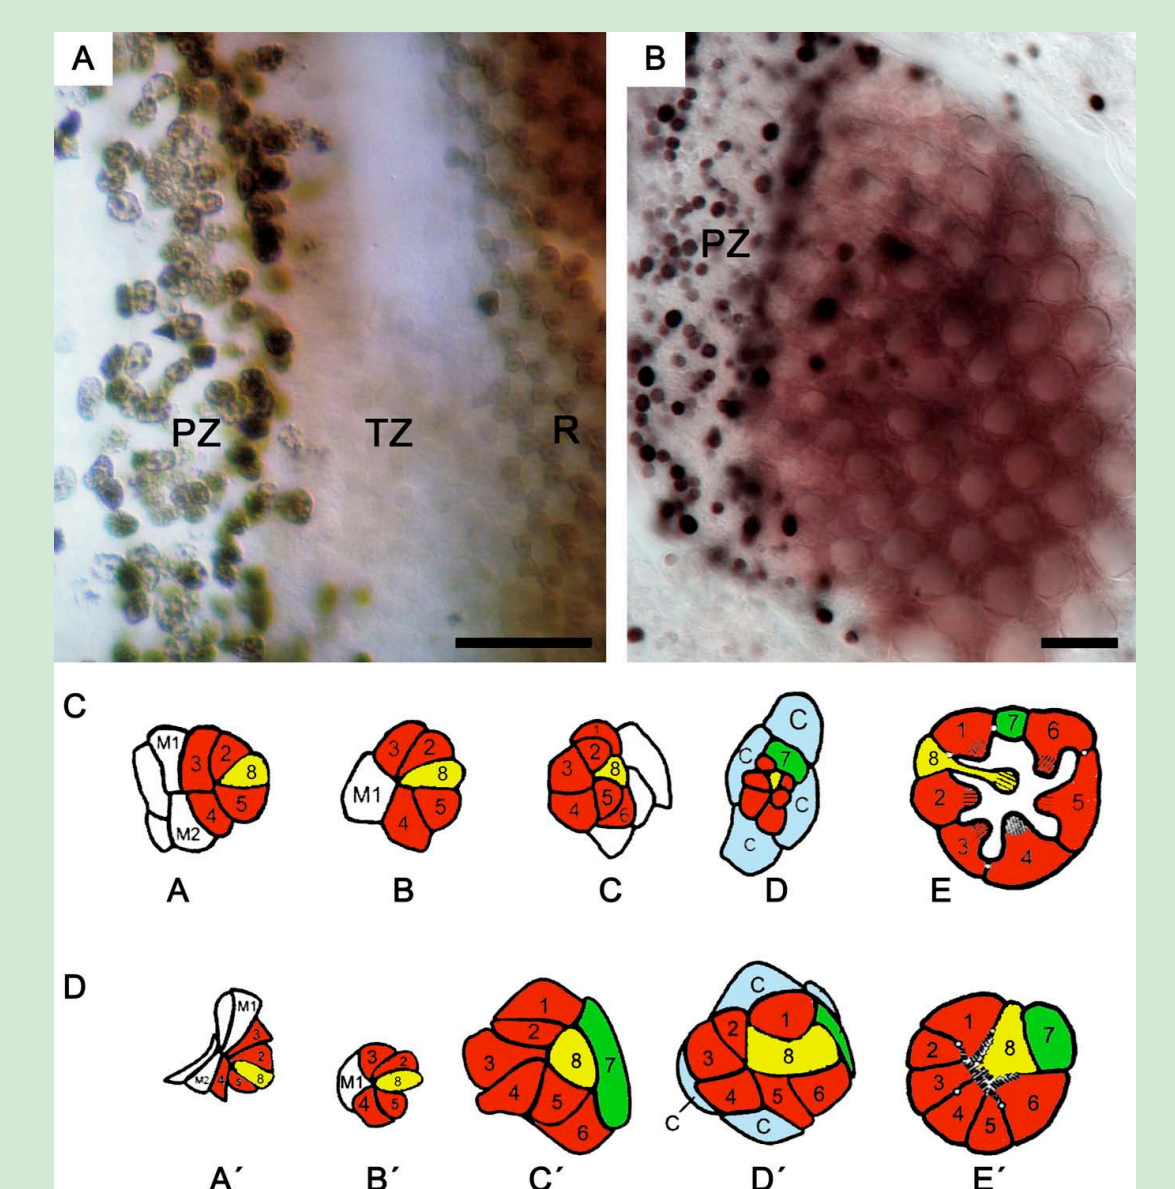 A B
PZ
PZ TZ R
C
M1 3 2 8 4 5 M2
3 2 8 M1 5 4
1 2 3 8 5 4 6
C C 7 C C
1 7 6 8 2 5 3 4
A B C D E
D
M1 3 2 8 M2 4 5
3 2 M1 8 4 5
1 2 3 8 7 4 5 6
C 1 2 3 8 4 5 6 C C
1 2 8 7 3 4 5 6
A´ B´ C´ D´ E´